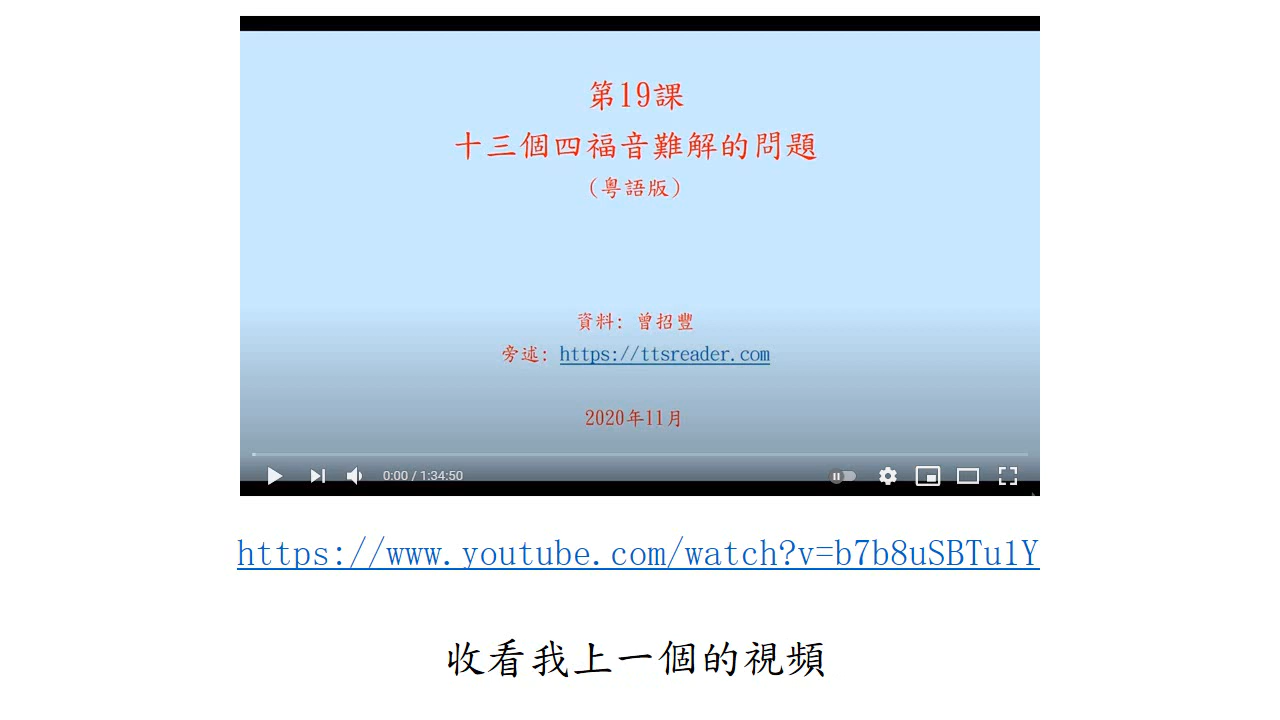 第19課
十三個四福音難解的問題
(粵語版)
資料: 曾招豐
旁述: https://ttsreader.com
2020年11月
0:00 / 1:34:50
https://www.youtube.com/watch?v=b7b8uSBTu1Y
收看我上一個的視頻